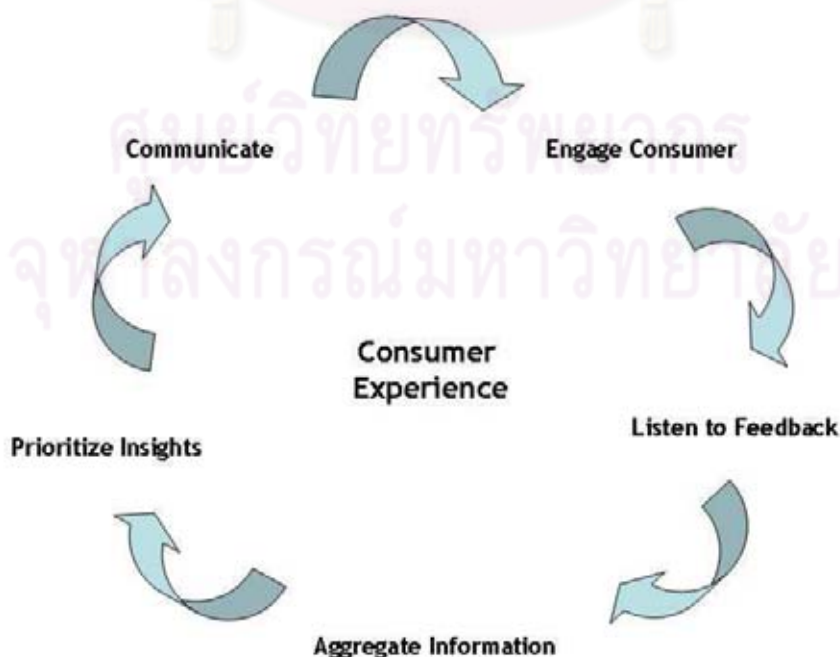 Communicate
Engage Consumer
ศูนย์วิทยทรัพยากร
จุฬาลงกรณ์มหาวิทยาลัย
Consumer
Experience
Listen to Feedback
Prioritize Insights
Aggregate Information